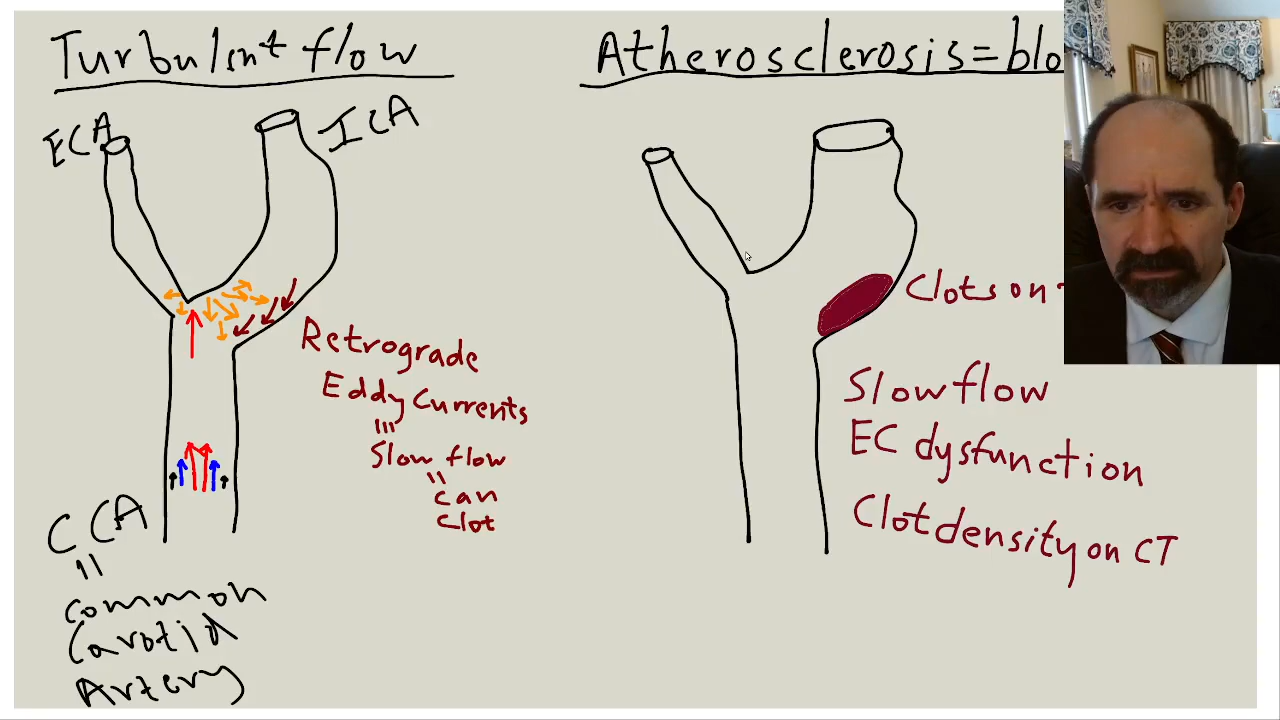 Turbulent flow
ECA
ICA
Retrograde
Eddy Currents
Slow flow
can
clot
CCA
common
Carotid
Artery
Atherosclerosis=blo
Clots on
Slow flow
EC dysfunction
Clot density on CT